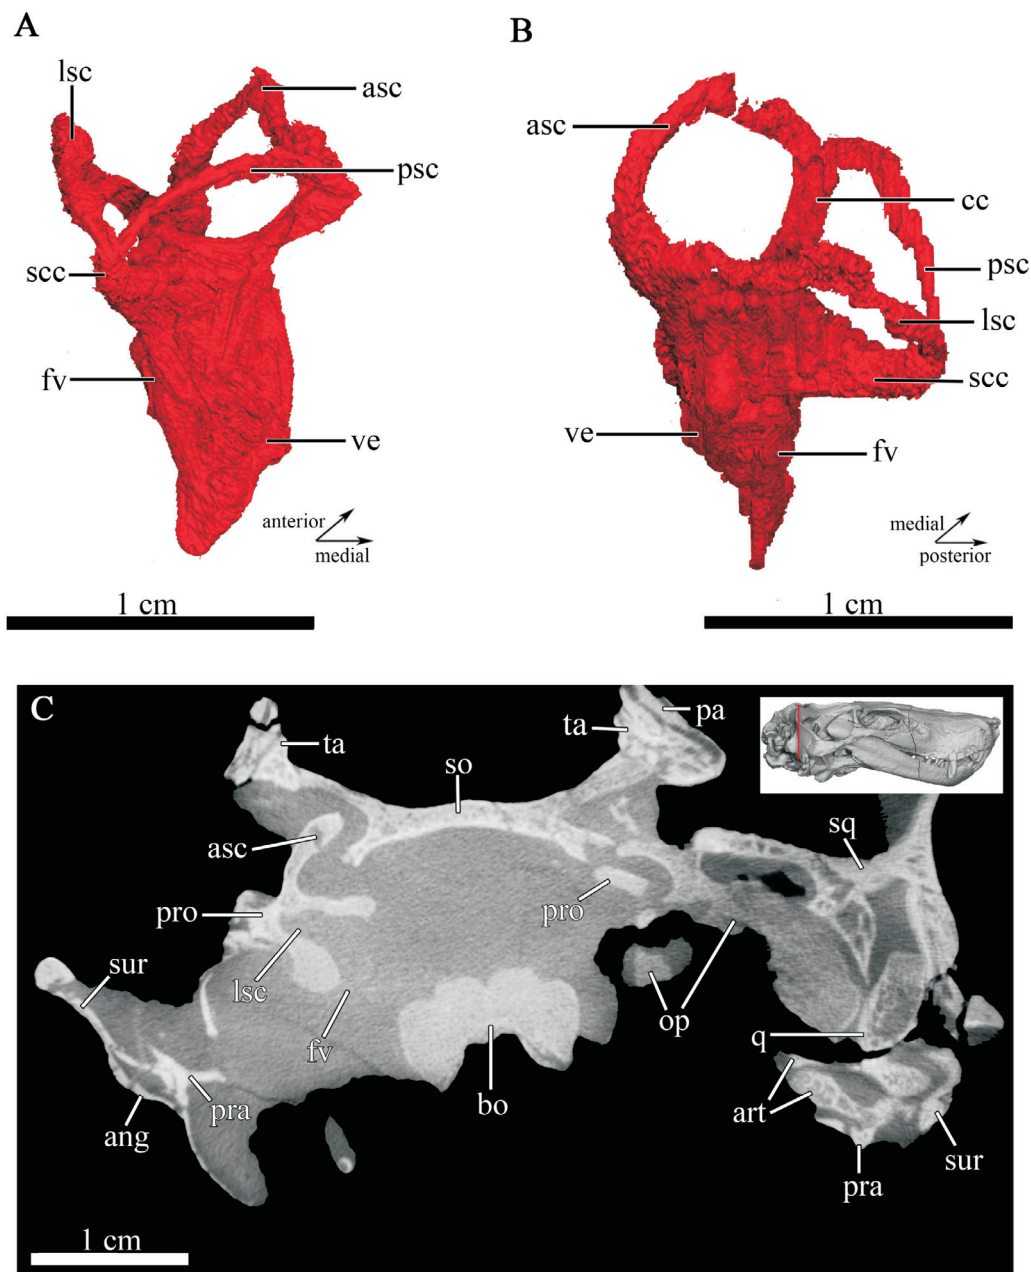 A
lsc
asc
psc
scc
fv
ve
anterior
medial
1 cm
B
asc
cc
psc
lsc
scc
ve
fv
medial
posterior
1 cm
C
ta
ta
pa
so
asc
sq
pro
pro
sur
lsc
fv
op
q
bo
pra
ang
art
sur
pra
1 cm